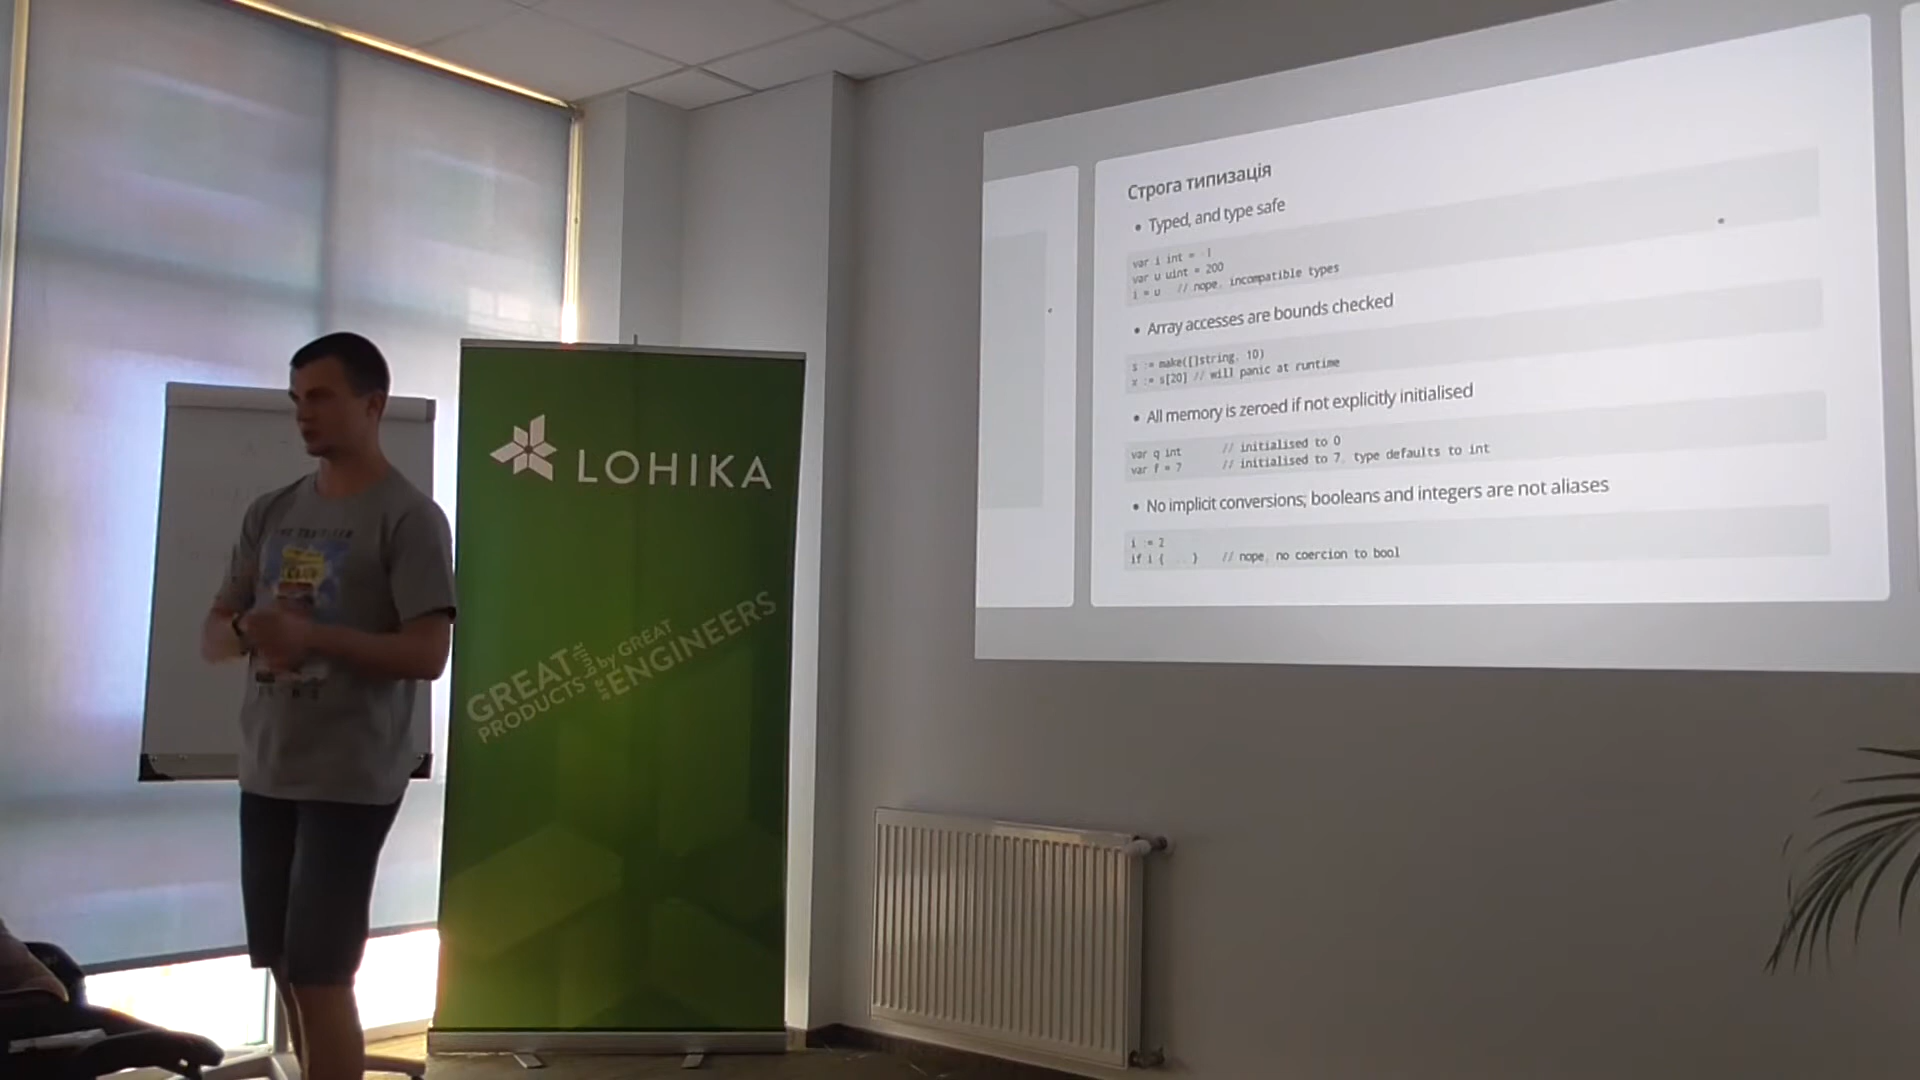 LOHIKA
GREAT
PRODUCTS
are built
by GREAT
ENGINEERS
Строга типизація
• Typed, and type safe
var i int = -1
var u uint = 200
i = u // nope, incompatible types
• Array accesses are bounds checked
s := make([]string, 10)
x := s[20] // will panic at runtime
• All memory is zeroed if not explicitly initialised
var q int // initialised to 0
var f = 7 // initialised to 7, type defaults to int
• No implicit conversions; booleans and integers are not aliases
i := 2
if i { ... } // nope, no coercion to bool